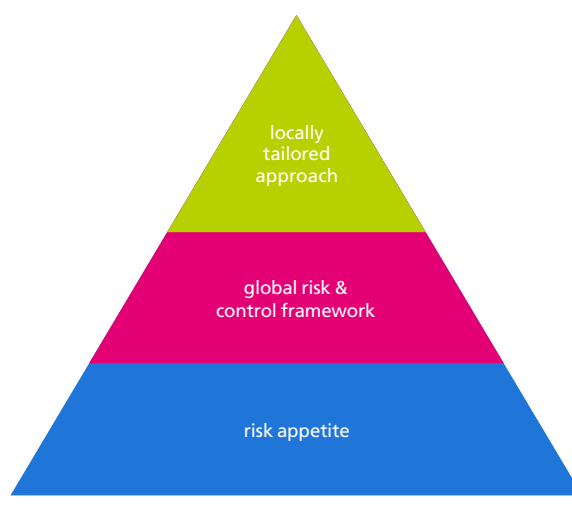 locally
tailored
approach
global risk &
control framework
risk appetite